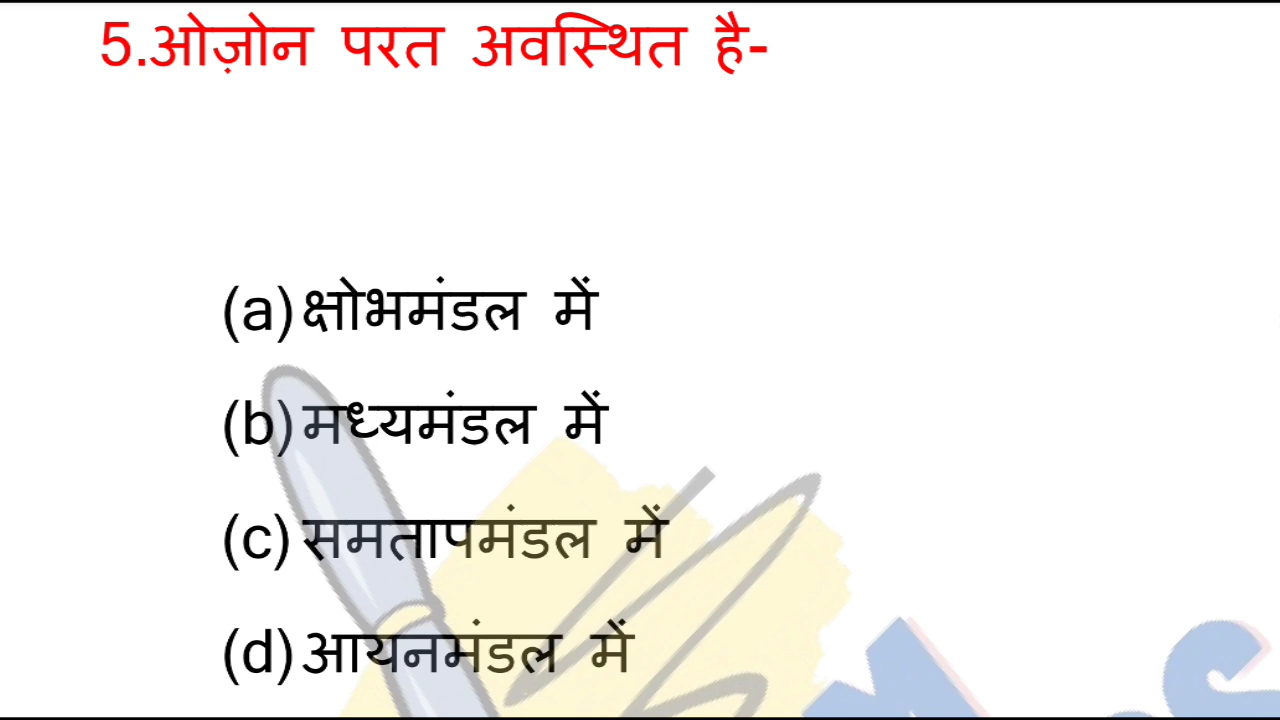 5.ओज़ोन परत अवस्थित है-
(a) क्षोभमंडल में
(b) मध्यमंडल में
(c) समतापमंडल में
(d) आयनमंडल में